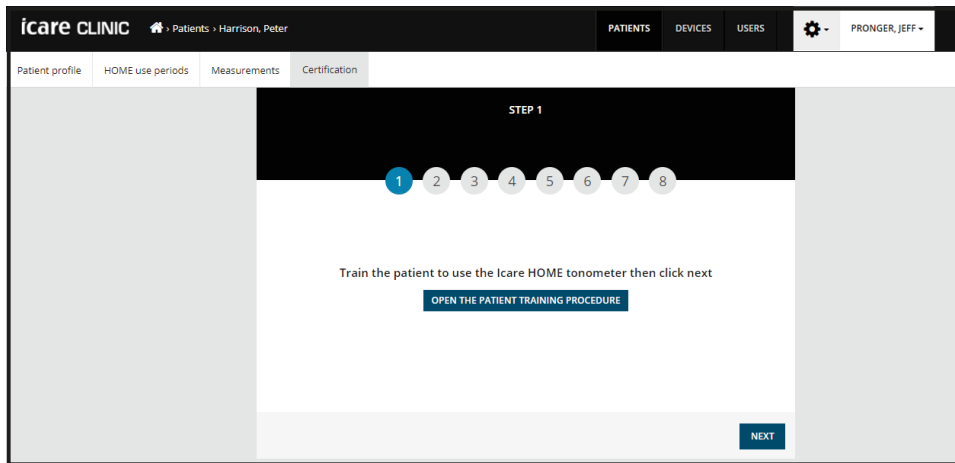 icare CLINIC › Patients › Harrison, Peter PATIENTS DEVICES USERS PRONGER, JEFF
Patient profile HOME use periods Measurements Certification
STEP 1
1 2 3 4 5 6 7 8
Train the patient to use the Icare HOME tonometer then click next
OPEN THE PATIENT TRAINING PROCEDURE
NEXT